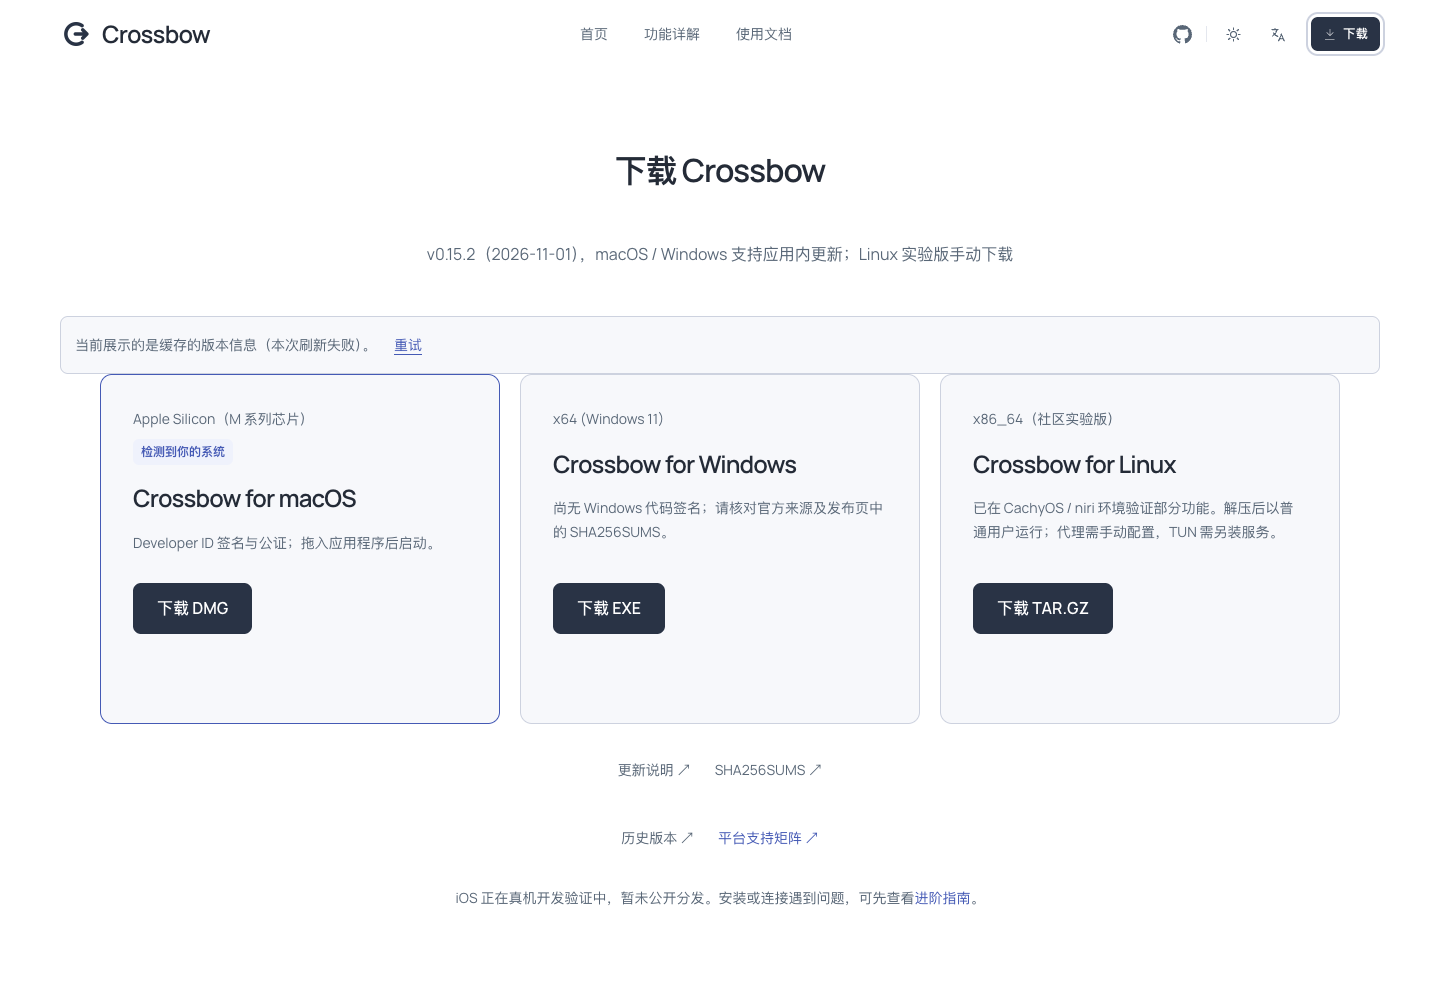 Crossbow
首页 功能详解 使用文档
下载
下载 Crossbow
v0.15.2（2026-11-01），macOS / Windows 支持应用内更新；Linux 实验版手动下载
当前展示的是缓存的版本信息（本次刷新失败）。 重试
Apple Silicon（M 系列芯片）
检测到你的系统
Crossbow for macOS
Developer ID 签名与公证；拖入应用程序后启动。
下载 DMG
x64 (Windows 11)
Crossbow for Windows
尚无 Windows 代码签名；请核对官方来源及发布页中
的 SHA256SUMS。
下载 EXE
x86_64（社区实验版）
Crossbow for Linux
已在 CachyOS / niri 环境验证部分功能。解压后以普
通用户运行；代理需手动配置，TUN 需另装服务。
下载 TAR.GZ
更新说明 ↗ SHA256SUMS ↗
历史版本 ↗ 平台支持矩阵 ↗
iOS 正在真机开发验证中，暂未公开分发。安装或连接遇到问题，可先查看进阶指南。